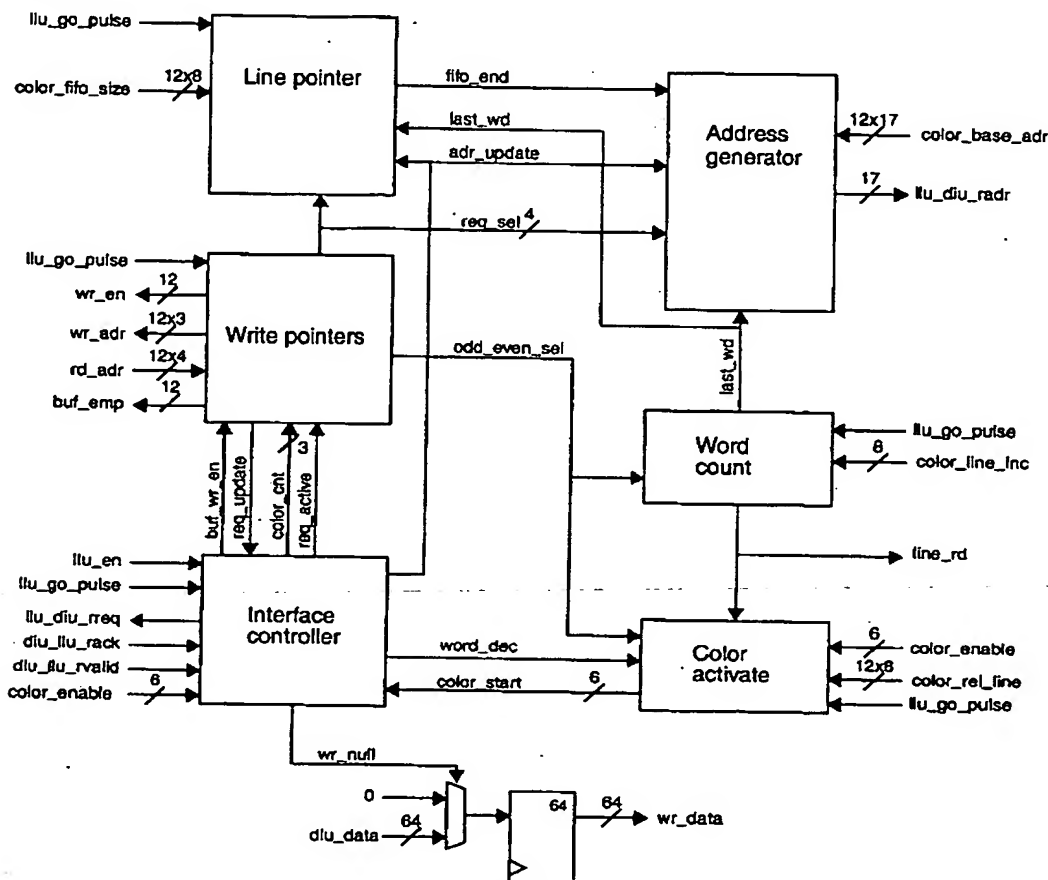 llu_go_pulse
color_fifo_size
12x8
Line pointer
fifo_end
last_wd
adr_update
req_sel
4
Address
generator
12x17
color_base_adr
17
llu_diu_radr
llu_go_pulse
wr_en
12
wr_adr
12x3
rd_adr
12x4
buf_emp
12
Write pointers
odd_even_sel
last_wd
Word
count
llu_go_pulse
8
color_line_inc
line_rd
buf_wr_en
req_update
color_cnt
3
req_active
llu_en
llu_go_pulse
llu_diu_rreq
diu_llu_rack
diu_llu_rvalid
color_enable
6
Interface
controller
word_dec
color_start
6
Color
activate
6
color_enable
12x8
color_rel_line
llu_go_pulse
wr_null
0
diu_data
64
64
64
wr_data